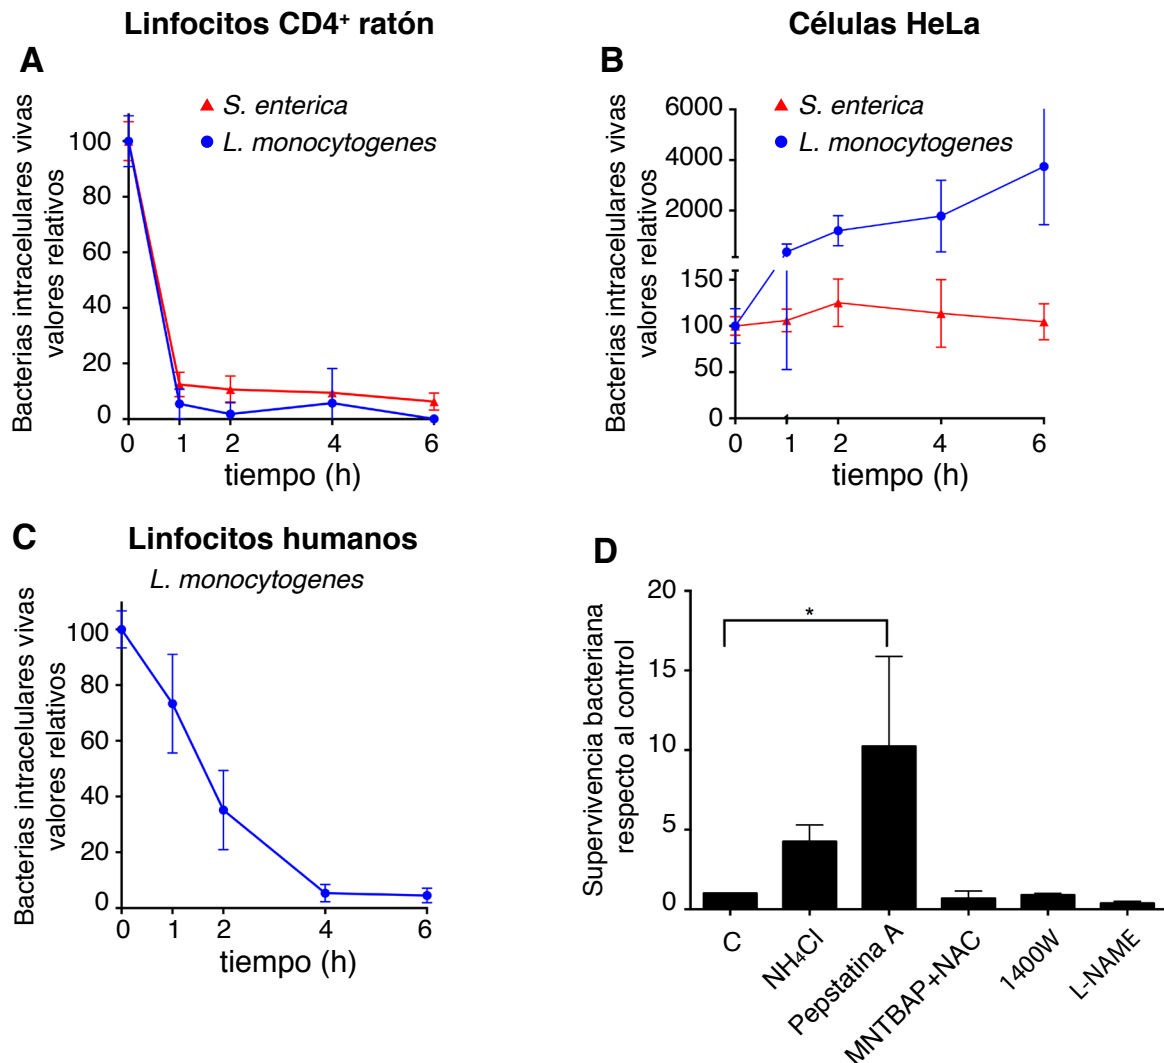 Linfocitos CD4⁺ ratón
A
S. enterica
L. monocytogenes
Bacterias intracelulares vivas
valores relativos
100
80
60
40
20
0
0 1 2 4 6
tiempo (h)
Células HeLa
B
S. enterica
L. monocytogenes
Bacterias intracelulares vivas
valores relativos
6000
4000
2000
150
100
50
0
0 1 2 4 6
tiempo (h)
C
Linfocitos humanos
L. monocytogenes
Bacterias intracelulares vivas
valores relativos
100
80
60
40
20
0
0 1 2 4 6
tiempo (h)
D
Supervivencia bacteriana
respecto al control
20
15
10
5
0
*
C
NH₄Cl
Pepstatina A
MNTBAP+NAC
1400W
L-NAME